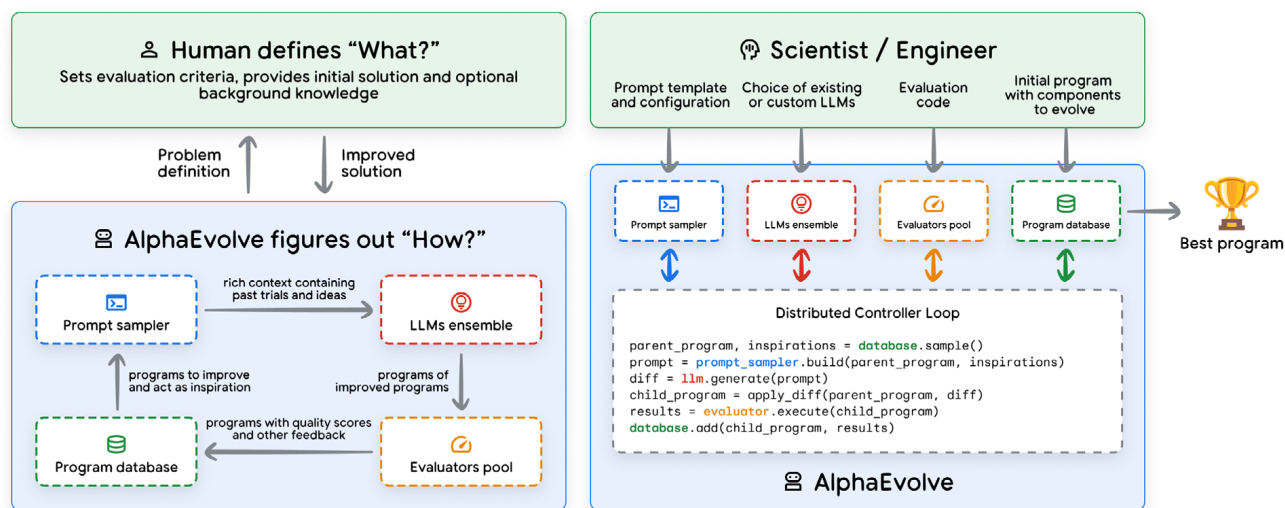 Human defines “What?”
Sets evaluation criteria, provides initial solution and optional
background knowledge
Problem
definition
Improved
solution
AlphaEvolve figures out “How?”
Prompt sampler
rich context containing
past trials and ideas
LLMs ensemble
programs to improve
and act as inspiration
programs of
improved programs
Program database
programs with quality scores
and other feedback
Evaluators pool
Scientist / Engineer
Prompt template
and configuration
Choice of existing
or custom LLMs
Evaluation
code
Initial program
with components
to evolve
Prompt sampler
LLMs ensemble
Evaluators pool
Program database
Best program
Distributed Controller Loop
parent_program, inspirations = database.sample()
prompt = prompt_sampler.build(parent_program, inspirations)
diff = llm.generate(prompt)
child_program = apply_diff(parent_program, diff)
results = evaluator.execute(child_program)
database.add(child_program, results)
AlphaEvolve